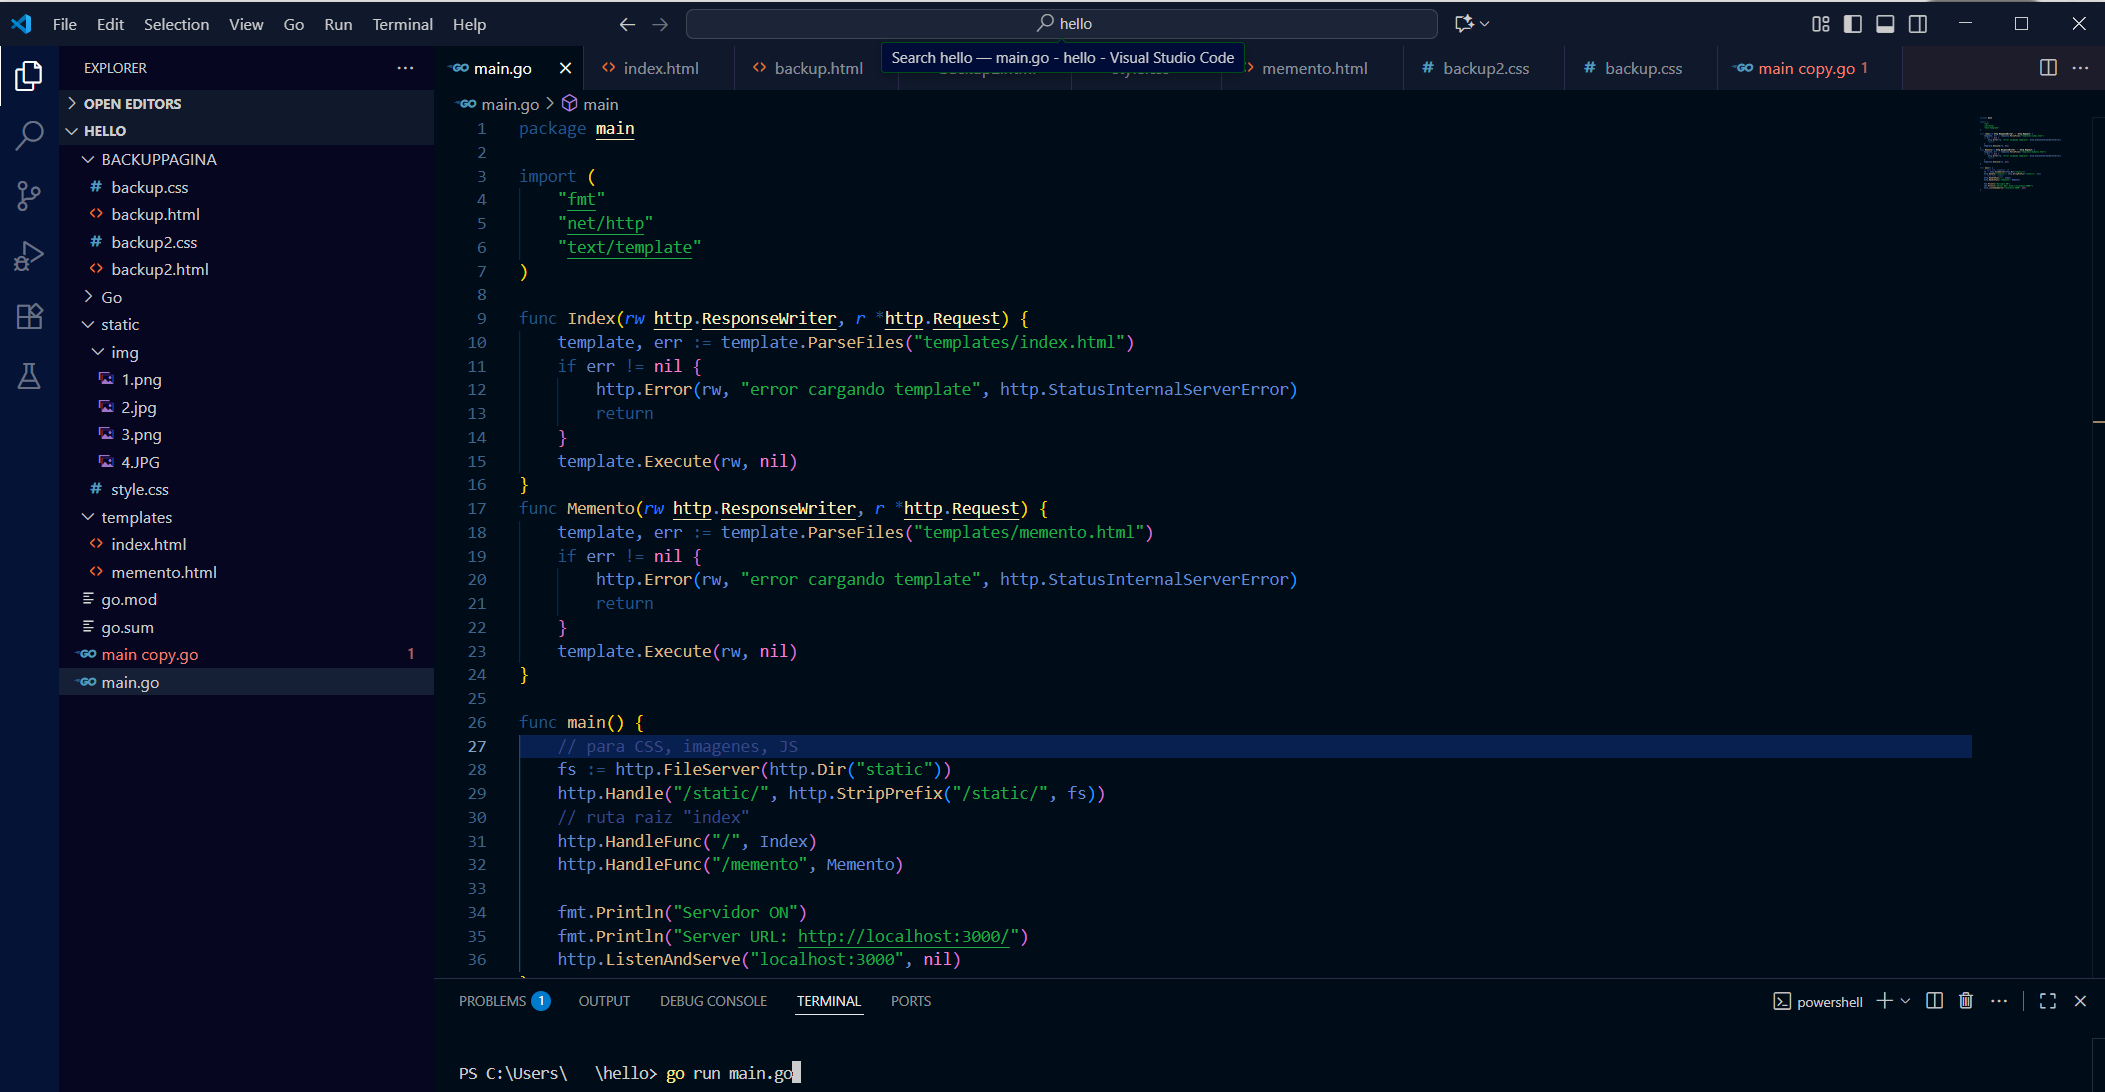 File Edit Selection View Go Run Terminal Help
hello
EXPLORER
main.go
index.html
backup.html
Search hello — main.go - hello - Visual Studio Code
memento.html
backup2.css
backup.css
main copy.go 1
OPEN EDITORS
HELLO
BACKUPPAGINA
backup.css
backup.html
backup2.css
backup2.html
Go
static
img
1.png
2.jpg
3.png
4.JPG
style.css
templates
index.html
memento.html
go.mod
go.sum
main copy.go 1
main.go
main.go > main
1 package main
2
3 import (
4 "fmt"
5 "net/http"
6 "text/template"
7 )
8
9 func Index(rw http.ResponseWriter, r *http.Request) {
10 template, err := template.ParseFiles("templates/index.html")
11 if err != nil {
12 http.Error(rw, "error cargando template", http.StatusInternalServerError)
13 return
14 }
15 template.Execute(rw, nil)
16 }
17 func Memento(rw http.ResponseWriter, r *http.Request) {
18 template, err := template.ParseFiles("templates/memento.html")
19 if err != nil {
20 http.Error(rw, "error cargando template", http.StatusInternalServerError)
21 return
22 }
23 template.Execute(rw, nil)
24 }
25
26 func main() {
27 // para CSS, imagenes, JS
28 fs := http.FileServer(http.Dir("static"))
29 http.Handle("/static/", http.StripPrefix("/static/", fs))
30 // ruta raiz "index"
31 http.HandleFunc("/", Index)
32 http.HandleFunc("/memento", Memento)
33
34 fmt.Println("Servidor ON")
35 fmt.Println("Server URL: http://localhost:3000/")
36 http.ListenAndServe("localhost:3000", nil)
PROBLEMS 1 OUTPUT DEBUG CONSOLE TERMINAL PORTS
powershell
PS C:\Users\ \hello> go run main.go